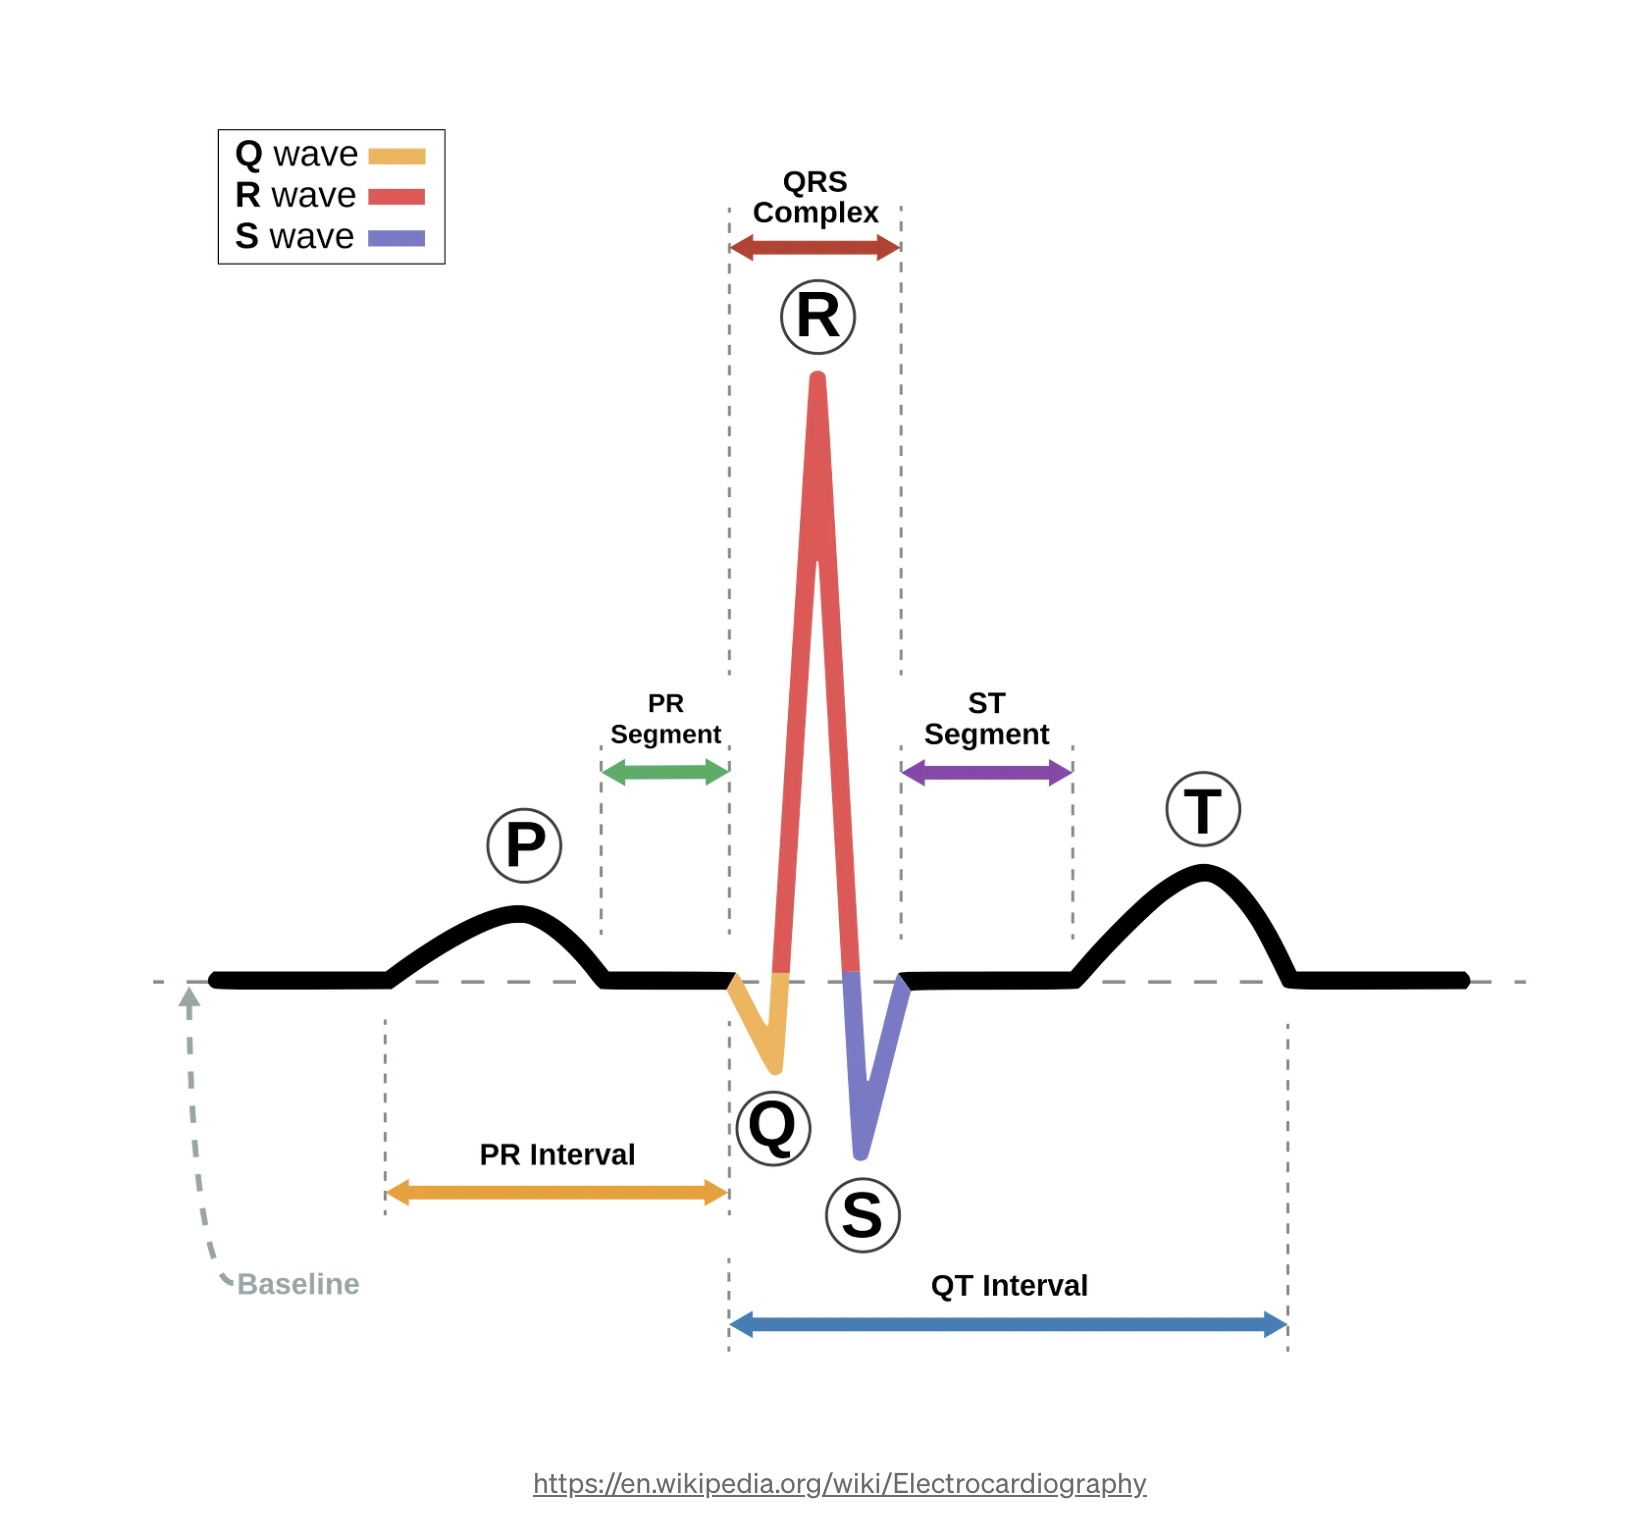 Q wave
R wave
S wave
QRS
Complex
R
PR
Segment
ST
Segment
P
T
Q
PR Interval
S
Baseline
QT Interval
https://en.wikipedia.org/wiki/Electrocardiography